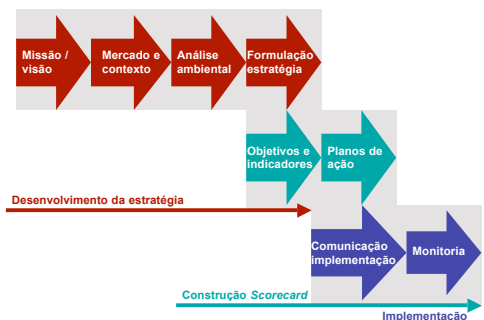 Missão /
visão
Mercado e
contexto
Análise
ambiental
Formulação
estratégia
Objetivos e
indicadores
Planos de
ação
Desenvolvimento da estratégia
Comunicação
implementação
Monitoria
Construção Scorecard
Implementação